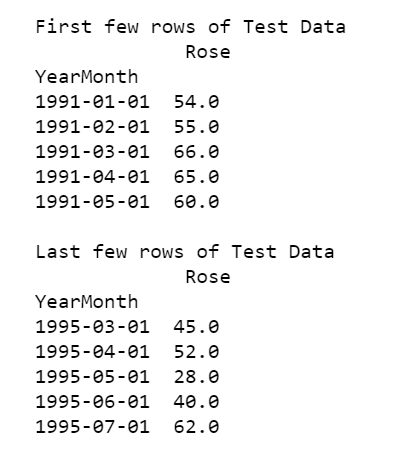 First few rows of Test Data
Rose
YearMonth
1991-01-01 54.0
1991-02-01 55.0
1991-03-01 66.0
1991-04-01 65.0
1991-05-01 60.0
Last few rows of Test Data
Rose
YearMonth
1995-03-01 45.0
1995-04-01 52.0
1995-05-01 28.0
1995-06-01 40.0
1995-07-01 62.0